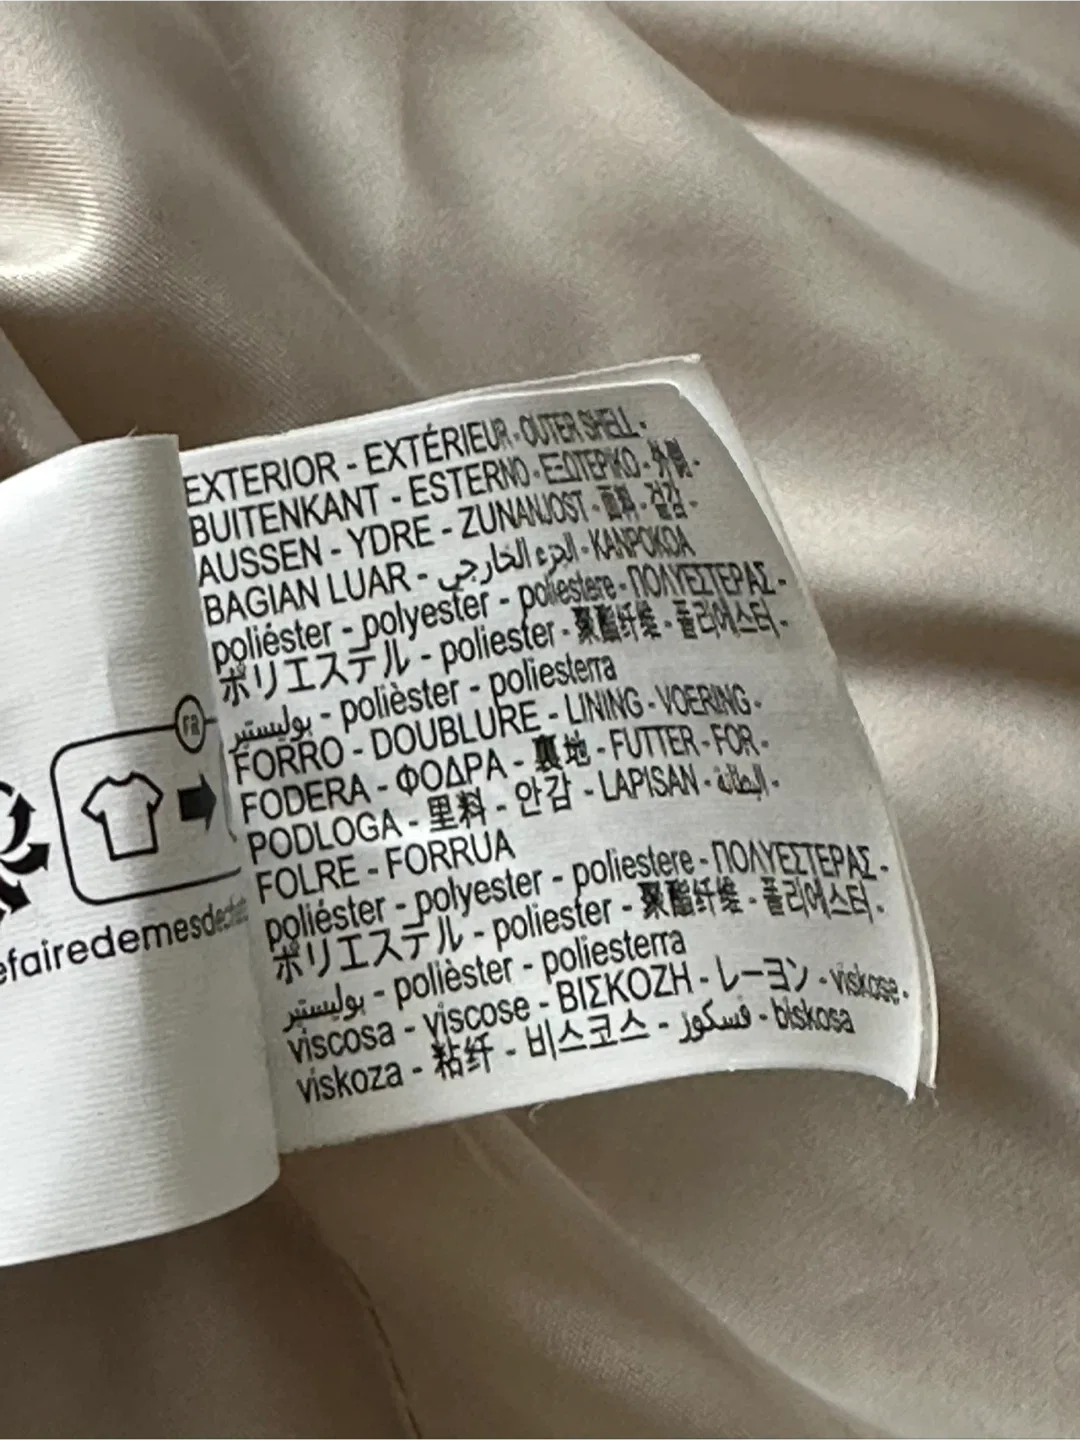 EXTERIOR - EXTÉRIEUR - OUTER SHELL -
BUITENKANT - ESTERNO - ΕΞΩΤΕΡΙΚΟ - 外側 -
AUSSEN - YDRE - ZUNANJOST - 面料 - 겉감 -
BAGIAN LUAR - الجزء الخارجي - KANPOKOA
poliéster - polyester - poliestere - ΠΟΛΥΕΣΤΕΡΑΣ -
ポリエステル - poliester - 聚酯纤维 - 폴리에스터 -
بوليستير - polièster - poliesterra
FORRO - DOUBLURE - LINING - VOERING -
FODERA - ΦΟΔΡΑ - 裏地 - FUTTER - FOR -
PODLOGA - 里料 - 안감 - LAPISAN - البطانة -
FOLRE - FORRUA
poliéster - polyester - poliestere - ΠΟΛΥΕΣΤΕΡΑΣ -
ポリエステル - poliester - 聚酯纤维 - 폴리에스터 -
بوليستير - polièster - poliesterra
viscosa - viscose - ΒΙΣΚΟΖΗ - レーヨン - viskose -
viskoza - 粘纤 - 비스코스 - فسكوز - biskosa
FR
efairedemesdechets